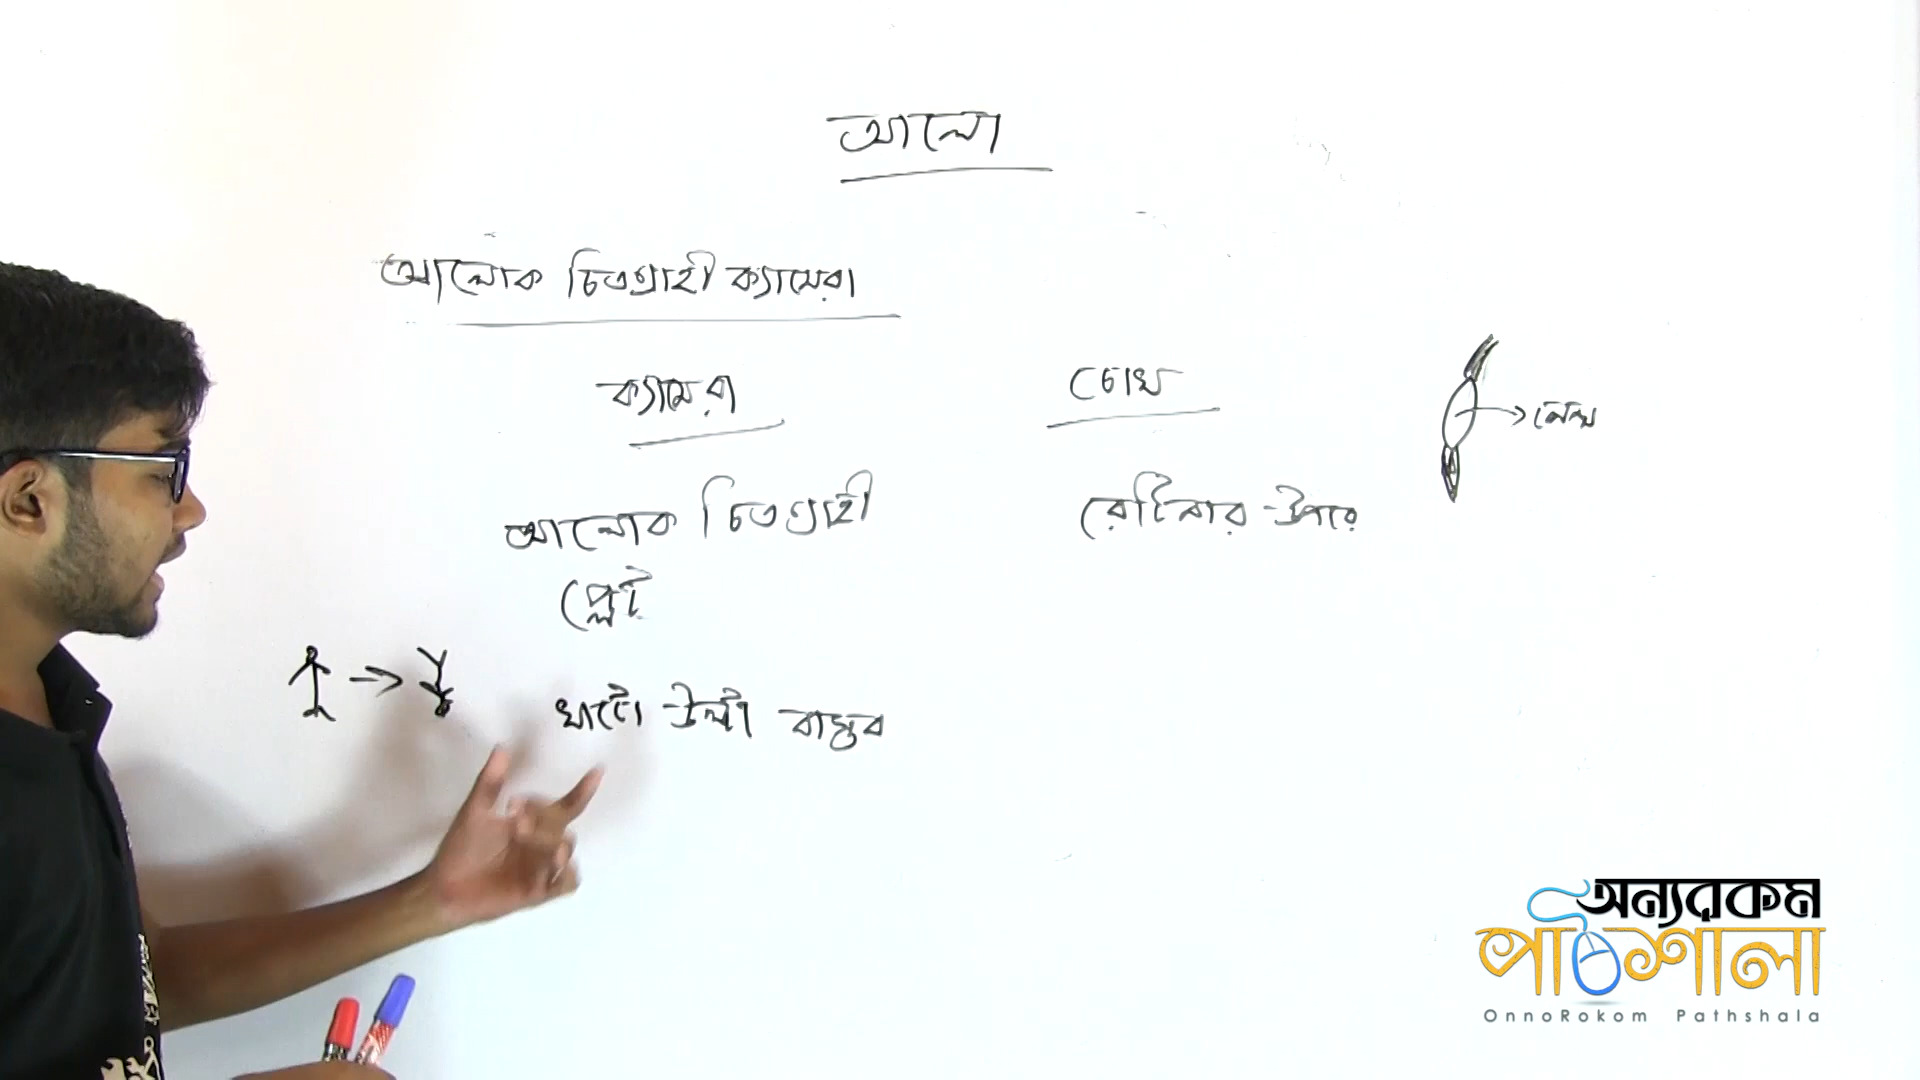 আলো
আলোক চিত্রগ্রাহী ক্যামেরা
ক্যামেরা
চোখ
লেন্স
আলোক চিত্রগ্রাহী
প্লেট
রেটিনার উপরে
খাটো উল্টা বাস্তব
অন্যরকম
পাঠশালা
OnnoRokom Pathshala